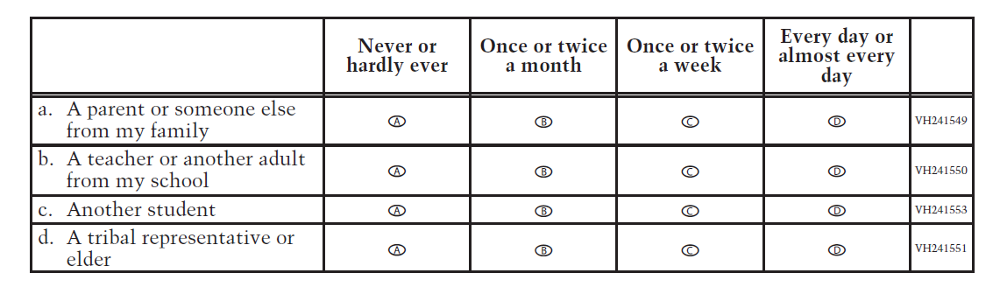 Never or
hardly ever
Once or twice
a month
Once or twice
a week
Every day or
almost every
day
a. A parent or someone else
from my family
A
B
C
D
VH241549
b. A teacher or another adult
from my school
A
B
C
D
VH241550
c. Another student
A
B
C
D
VH241553
d. A tribal representative or
elder
A
B
C
D
VH241551